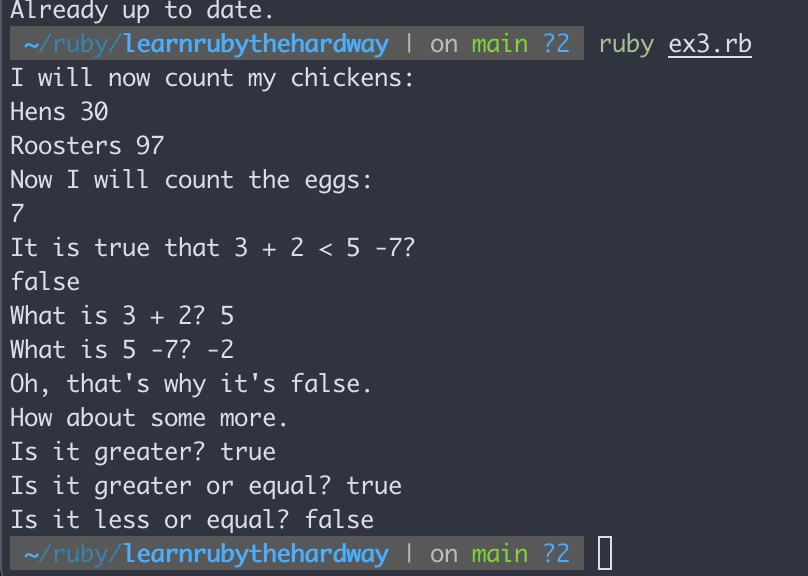 Already up to date.
~/ruby/learnrubythehardway | on main ?2 ruby ex3.rb
I will now count my chickens:
Hens 30
Roosters 97
Now I will count the eggs:
7
It is true that 3 + 2 < 5 -7?
false
What is 3 + 2? 5
What is 5 -7? -2
Oh, that's why it's false.
How about some more.
Is it greater? true
Is it greater or equal? true
Is it less or equal? false
~/ruby/learnrubythehardway | on main ?2